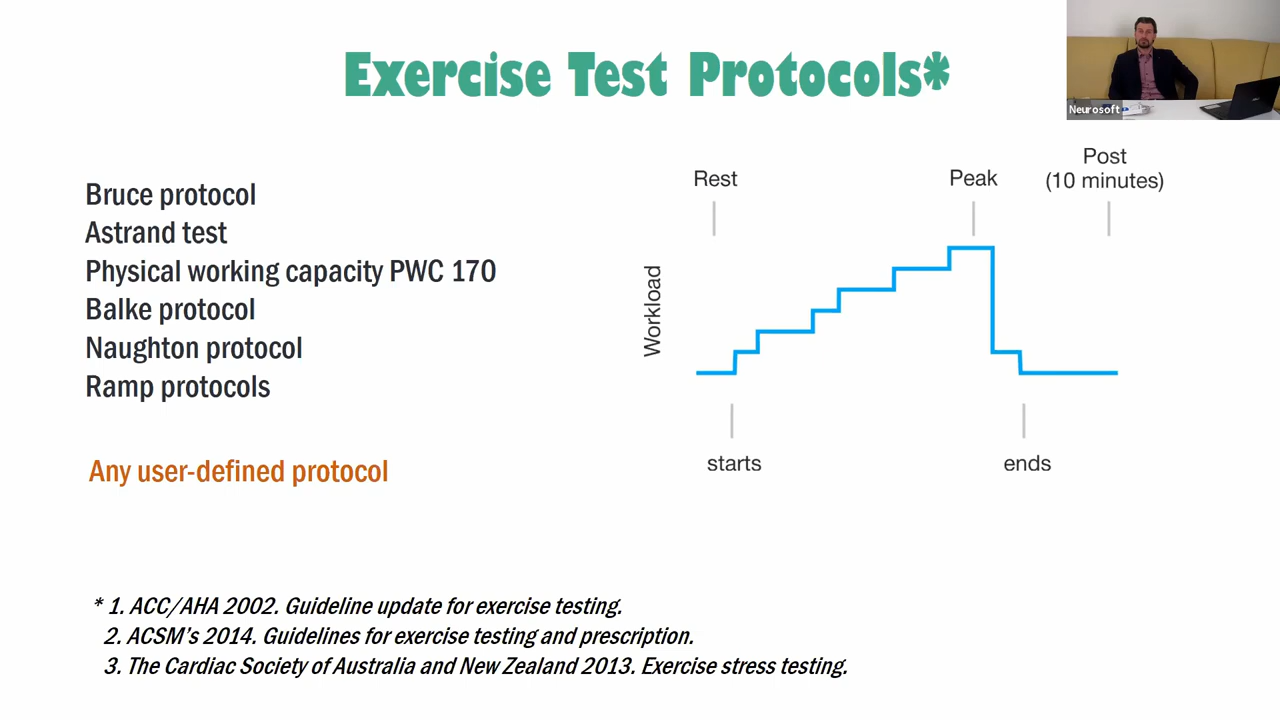 Exercise Test Protocols*
Neurosoft
Bruce protocol
Astrand test
Physical working capacity PWC 170
Balke protocol
Naughton protocol
Ramp protocols
Any user-defined protocol
Rest
Peak
Post
(10 minutes)
Workload
starts
ends
* 1. ACC/AHA 2002. Guideline update for exercise testing.
2. ACSM's 2014. Guidelines for exercise testing and prescription.
3. The Cardiac Society of Australia and New Zealand 2013. Exercise stress testing.